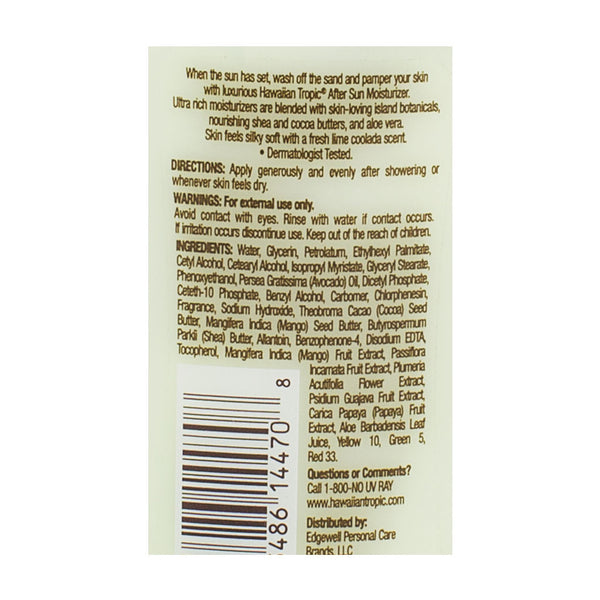 When the sun has set, wash off the sand and pamper your skin
with luxurious Hawaiian Tropic® After Sun Moisturizer.
Ultra rich moisturizers are blended with skin-loving island botanicals,
nourishing shea and cocoa butters, and aloe vera.
Skin feels silky soft with a fresh lime coolada scent.
• Dermatologist Tested.
DIRECTIONS: Apply generously and evenly after showering or
whenever skin feels dry.
WARNINGS: For external use only.
Avoid contact with eyes. Rinse with water if contact occurs.
If irritation occurs discontinue use. Keep out of the reach of children.
INGREDIENTS: Water, Glycerin, Petrolatum, Ethylhexyl Palmitate,
Cetyl Alcohol, Cetearyl Alcohol, Isopropyl Myristate, Glyceryl Stearate,
Phenoxyethanol, Persea Gratissima (Avocado) Oil, Dicetyl Phosphate,
Ceteth-10 Phosphate, Benzyl Alcohol, Carbomer, Chlorphenesin,
Fragrance, Sodium Hydroxide, Theobroma Cacao (Cocoa) Seed
Butter, Mangifera Indica (Mango) Seed Butter, Butyrospermum
Parkii (Shea) Butter, Allantoin, Benzophenone-4, Disodium EDTA,
Tocopherol, Mangifera Indica (Mango) Fruit Extract, Passiflora
Incarnata Fruit Extract, Plumeria
Acutifolia Flower Extract,
Psidium Guajava Fruit Extract,
Carica Papaya (Papaya) Fruit
Extract, Aloe Barbadensis Leaf
Juice, Yellow 10, Green 5,
Red 33.
Questions or Comments?
Call 1-800-NO UV RAY
www.hawaiiantropic.com
Distributed by:
Edgewell Personal Care
Brands, LLC
486 14470 8